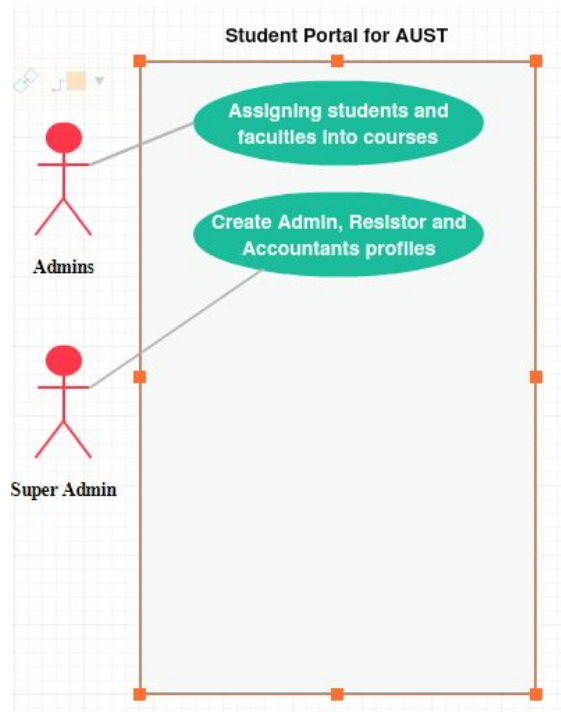 Student Portal for AUST
Assigning students and
faculties into courses
Create Admin, Resistor and
Accountants profiles
Admins
Super Admin